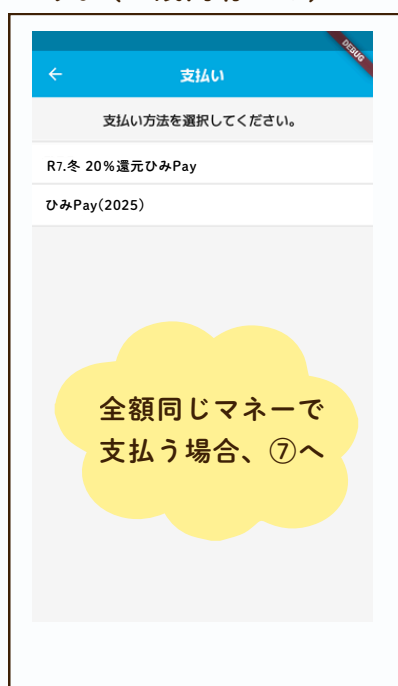 DEBUG
支払い
支払い方法を選択してください。
R7.冬 20%還元ひみPay
ひみPay(2025)
全額同じマネーで
支払う場合、⑦へ